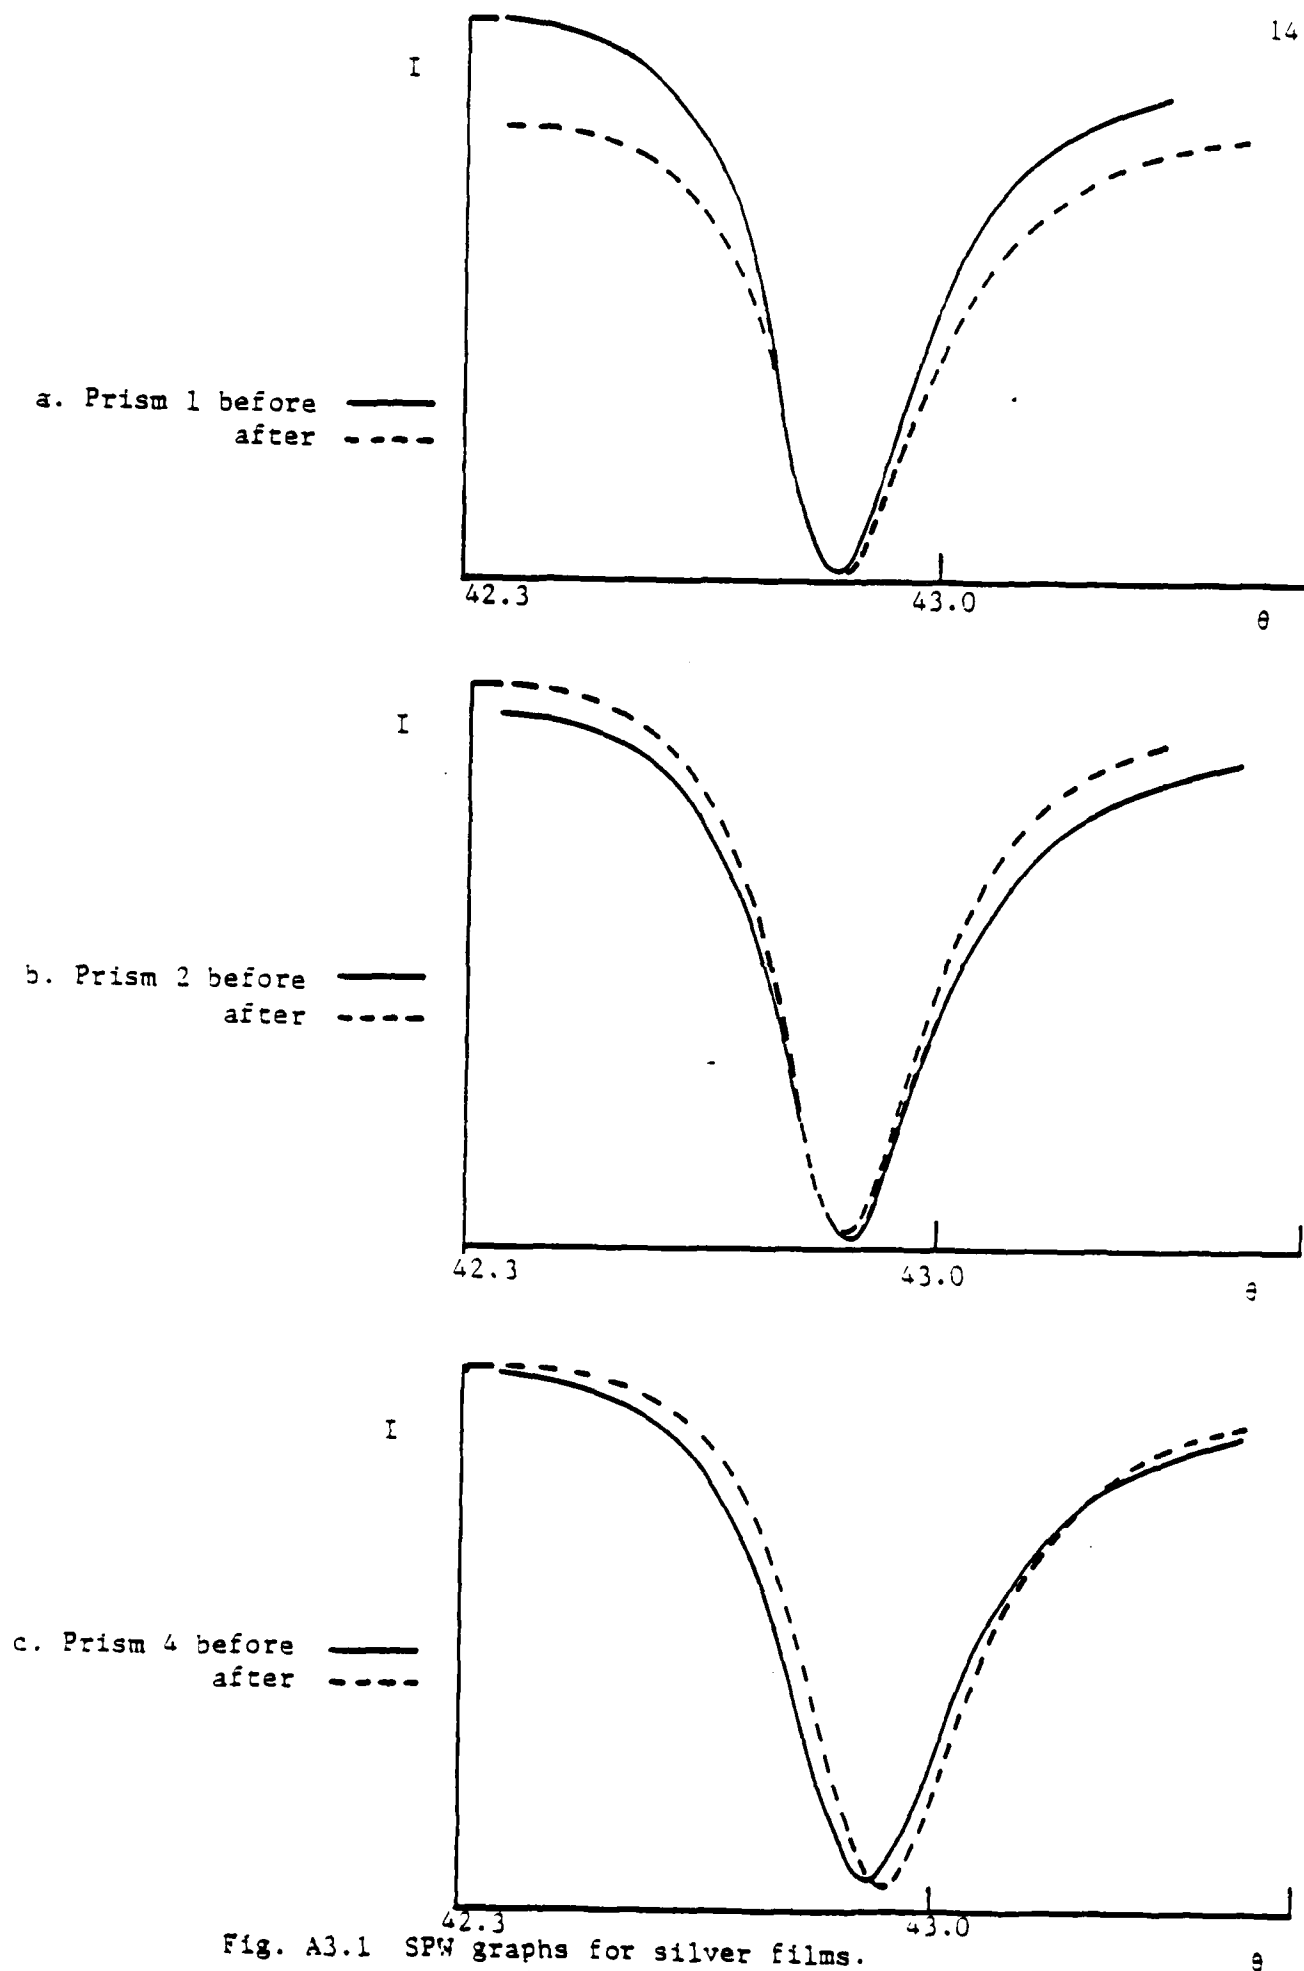 14
I
a. Prism 1 before
after
42.3
43.0
θ
I
b. Prism 2 before
after
42.3
43.0
θ
I
c. Prism 4 before
after
42.3
43.0
Fig. A3.1 SPW graphs for silver films.
θ